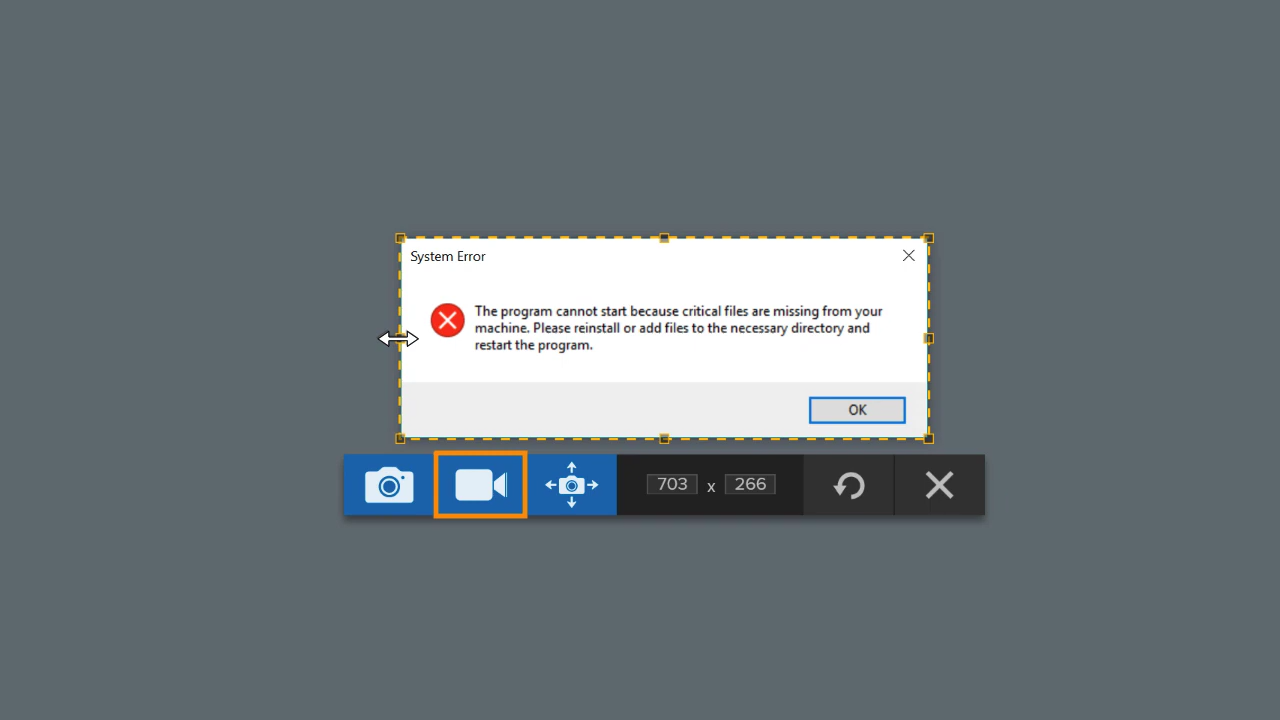 System Error
The program cannot start because critical files are missing from your
machine. Please reinstall or add files to the necessary directory and
restart the program.
OK
703 x 266